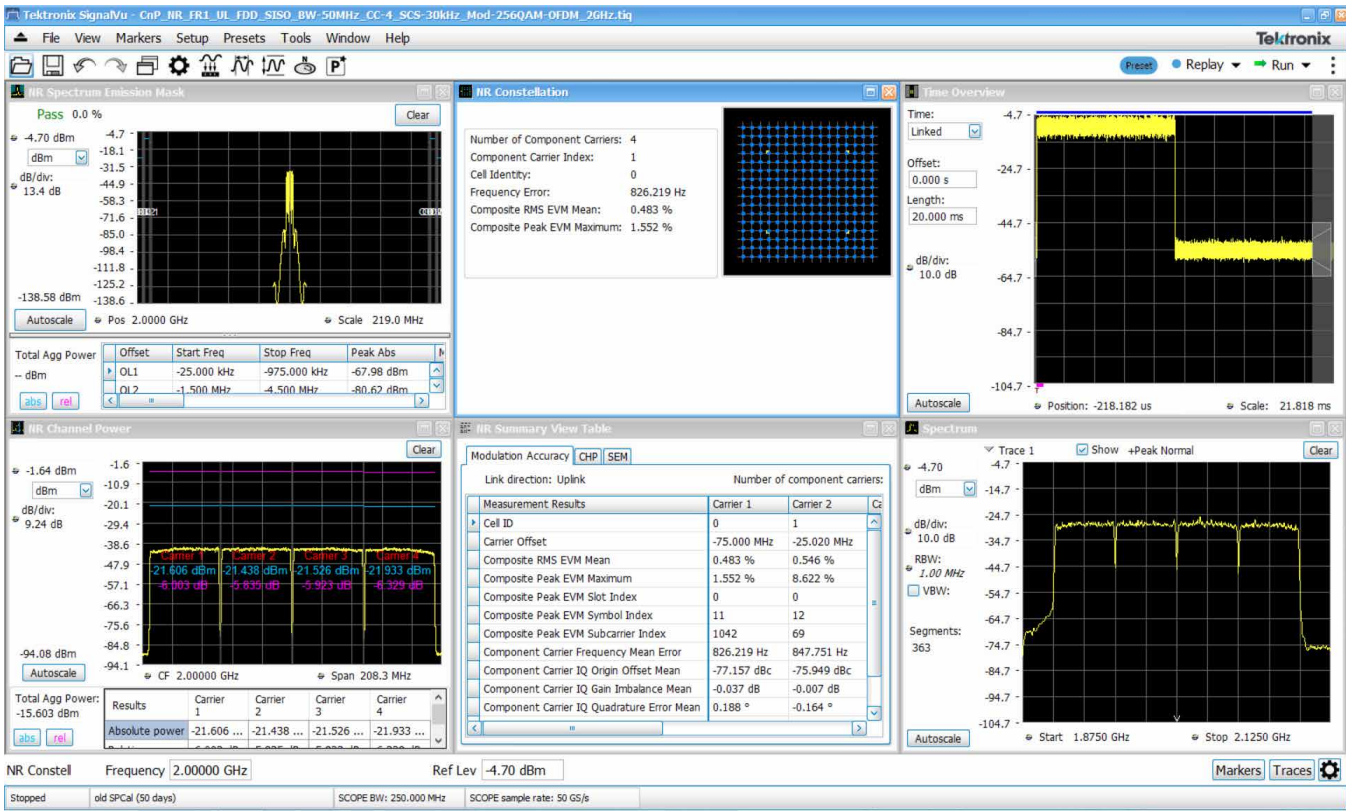 Tektronix SignalVu - CnP_NR_FR1_UL_FDD_SISO_BW-50MHz_CC-4_SCS-30kHz_Mod-256QAM-OFDM_2GHz.tiq
File View Markers Setup Presets Tools Window Help
Tektronix
Preset Replay Run
NR Spectrum Emission Mask
Pass 0.0 %
Clear
-4.70 dBm
dBm
dB/div:
13.4 dB
-4.7
-18.1
-31.5
-44.9
-58.3
-71.6
-85.0
-98.4
-111.8
-125.2
-138.6
-138.58 dBm
Autoscale
Pos 2.0000 GHz
Scale 219.0 MHz
Total Agg Power
-- dBm
abs rel
Offset Start Freq Stop Freq Peak Abs
OL1 -25.000 kHz -975.000 kHz -67.98 dBm
OL2 -1.500 MHz -4.500 MHz -80.62 dBm
NR Constellation
Number of Component Carriers: 4
Component Carrier Index: 1
Cell Identity: 0
Frequency Error: 826.219 Hz
Composite RMS EVM Mean: 0.483 %
Composite Peak EVM Maximum: 1.552 %
Time Overview
Time:
Linked
Offset:
0.000 s
Length:
20.000 ms
dB/div:
10.0 dB
-4.7
-24.7
-44.7
-64.7
-84.7
-104.7
Autoscale
Position: -218.182 us
Scale: 21.818 ms
NR Channel Power
Clear
-1.64 dBm
dBm
dB/div:
9.24 dB
-1.6
-10.9
-20.1
-29.4
-38.6
-47.9
-57.1
-66.3
-75.6
-84.8
-94.1
Carrier 1 Carrier 2 Carrier 3 Carrier 4
-21.606 dBm -21.438 dBm -21.526 dBm -21.933 dBm
-6.003 dB -5.835 dB -5.923 dB -6.329 dB
-94.08 dBm
Autoscale
CF 2.00000 GHz
Span 208.3 MHz
Total Agg Power:
-15.603 dBm
abs rel
Results Carrier 1 Carrier 2 Carrier 3 Carrier 4
Absolute power -21.606 ... -21.438 ... -21.526 ... -21.933 ...
NR Summary View Table
Modulation Accuracy CHP SEM
Link direction: Uplink
Number of component carriers:
Measurement Results Carrier 1 Carrier 2 Ca
Cell ID 0 1
Carrier Offset -75.000 MHz -25.020 MHz
Composite RMS EVM Mean 0.483 % 0.546 %
Composite Peak EVM Maximum 1.552 % 8.622 %
Composite Peak EVM Slot Index 0 0
Composite Peak EVM Symbol Index 11 12
Composite Peak EVM Subcarrier Index 1042 69
Component Carrier Frequency Mean Error 826.219 Hz 847.751 Hz
Component Carrier IQ Origin Offset Mean -77.157 dBc -75.949 dBc
Component Carrier IQ Gain Imbalance Mean -0.037 dB -0.007 dB
Component Carrier IQ Quadrature Error Mean 0.188 ° -0.164 °
Spectrum
Trace 1 Show +Peak Normal
Clear
-4.70
dBm
dB/div:
10.0 dB
RBW:
1.00 MHz
VBW:
Segments:
363
-4.7
-14.7
-24.7
-34.7
-44.7
-54.7
-64.7
-74.7
-84.7
-94.7
-104.7
Autoscale
Start 1.8750 GHz
Stop 2.1250 GHz
NR Constell Frequency 2.00000 GHz Ref Lev -4.70 dBm Markers Traces
Stopped old SPCal (50 days) SCOPE BW: 250.000 MHz SCOPE sample rate: 50 GS/s